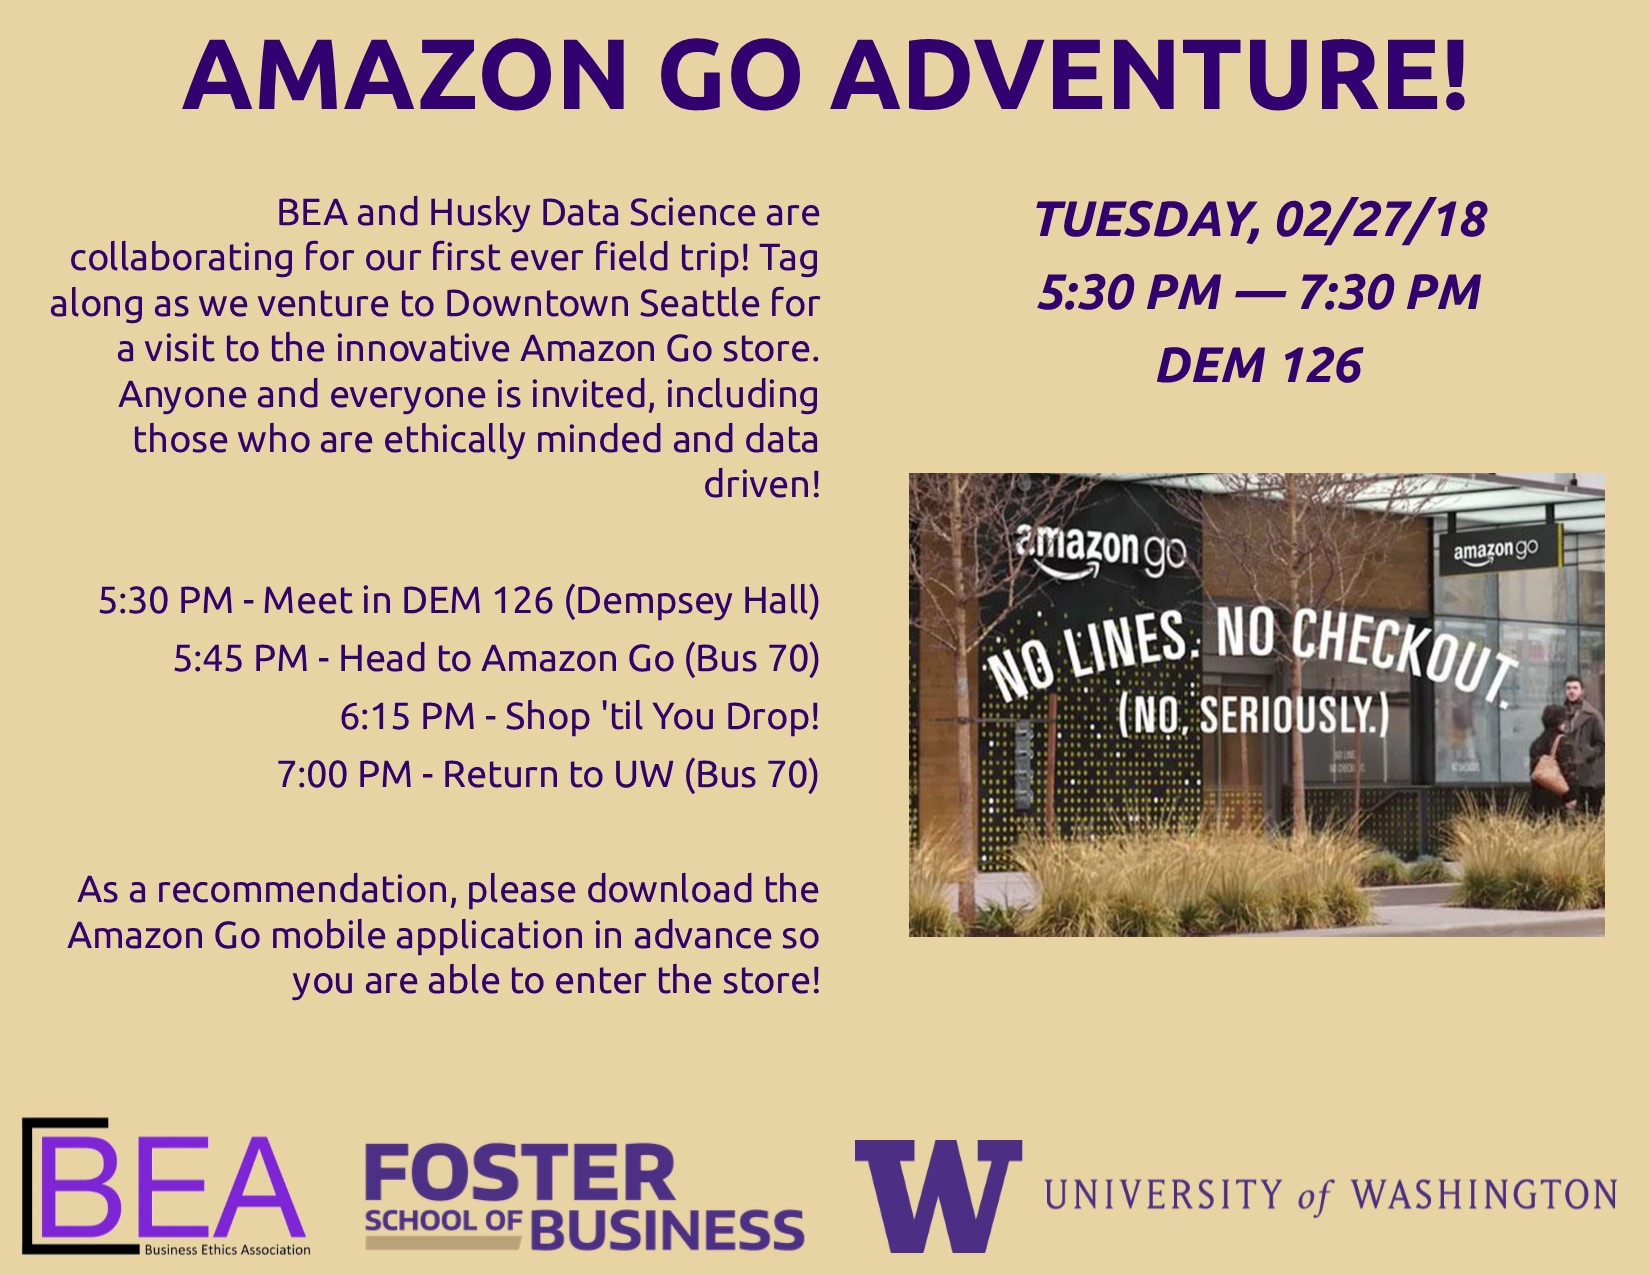 AMAZON GO ADVENTURE!
BEA and Husky Data Science are
collaborating for our first ever field trip! Tag
along as we venture to Downtown Seattle for
a visit to the innovative Amazon Go store.
Anyone and everyone is invited, including
those who are ethically minded and data
driven!
5:30 PM - Meet in DEM 126 (Dempsey Hall)
5:45 PM - Head to Amazon Go (Bus 70)
6:15 PM - Shop 'til You Drop!
7:00 PM - Return to UW (Bus 70)
As a recommendation, please download the
Amazon Go mobile application in advance so
you are able to enter the store!
TUESDAY, 02/27/18
5:30 PM — 7:30 PM
DEM 126
amazon go
amazon go
NO LINES. NO CHECKOUT.
(NO, SERIOUSLY.)
BEA
Business Ethics Association
FOSTER
SCHOOL OF BUSINESS
W
UNIVERSITY of WASHINGTON